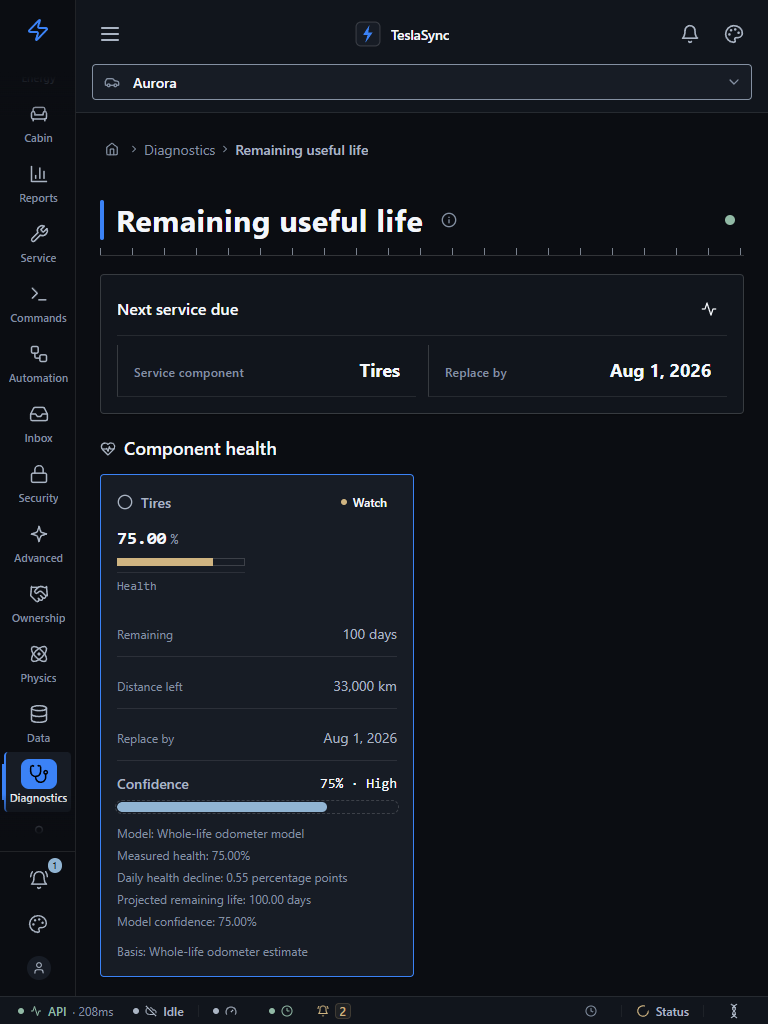 TeslaSync
Aurora
Energy
Cabin
Reports
Service
Commands
Automation
Inbox
Security
Advanced
Ownership
Physics
Data
Diagnostics
1
Diagnostics
Remaining useful life
Remaining useful life
Next service due
Service component
Tires
Replace by
Aug 1, 2026
Component health
Tires
Watch
75.00 %
Health
Remaining
100 days
Distance left
33,000 km
Replace by
Aug 1, 2026
Confidence
75% · High
Model: Whole-life odometer model
Measured health: 75.00%
Daily health decline: 0.55 percentage points
Projected remaining life: 100.00 days
Model confidence: 75.00%
Basis: Whole-life odometer estimate
API · 208ms
Idle
2
Status